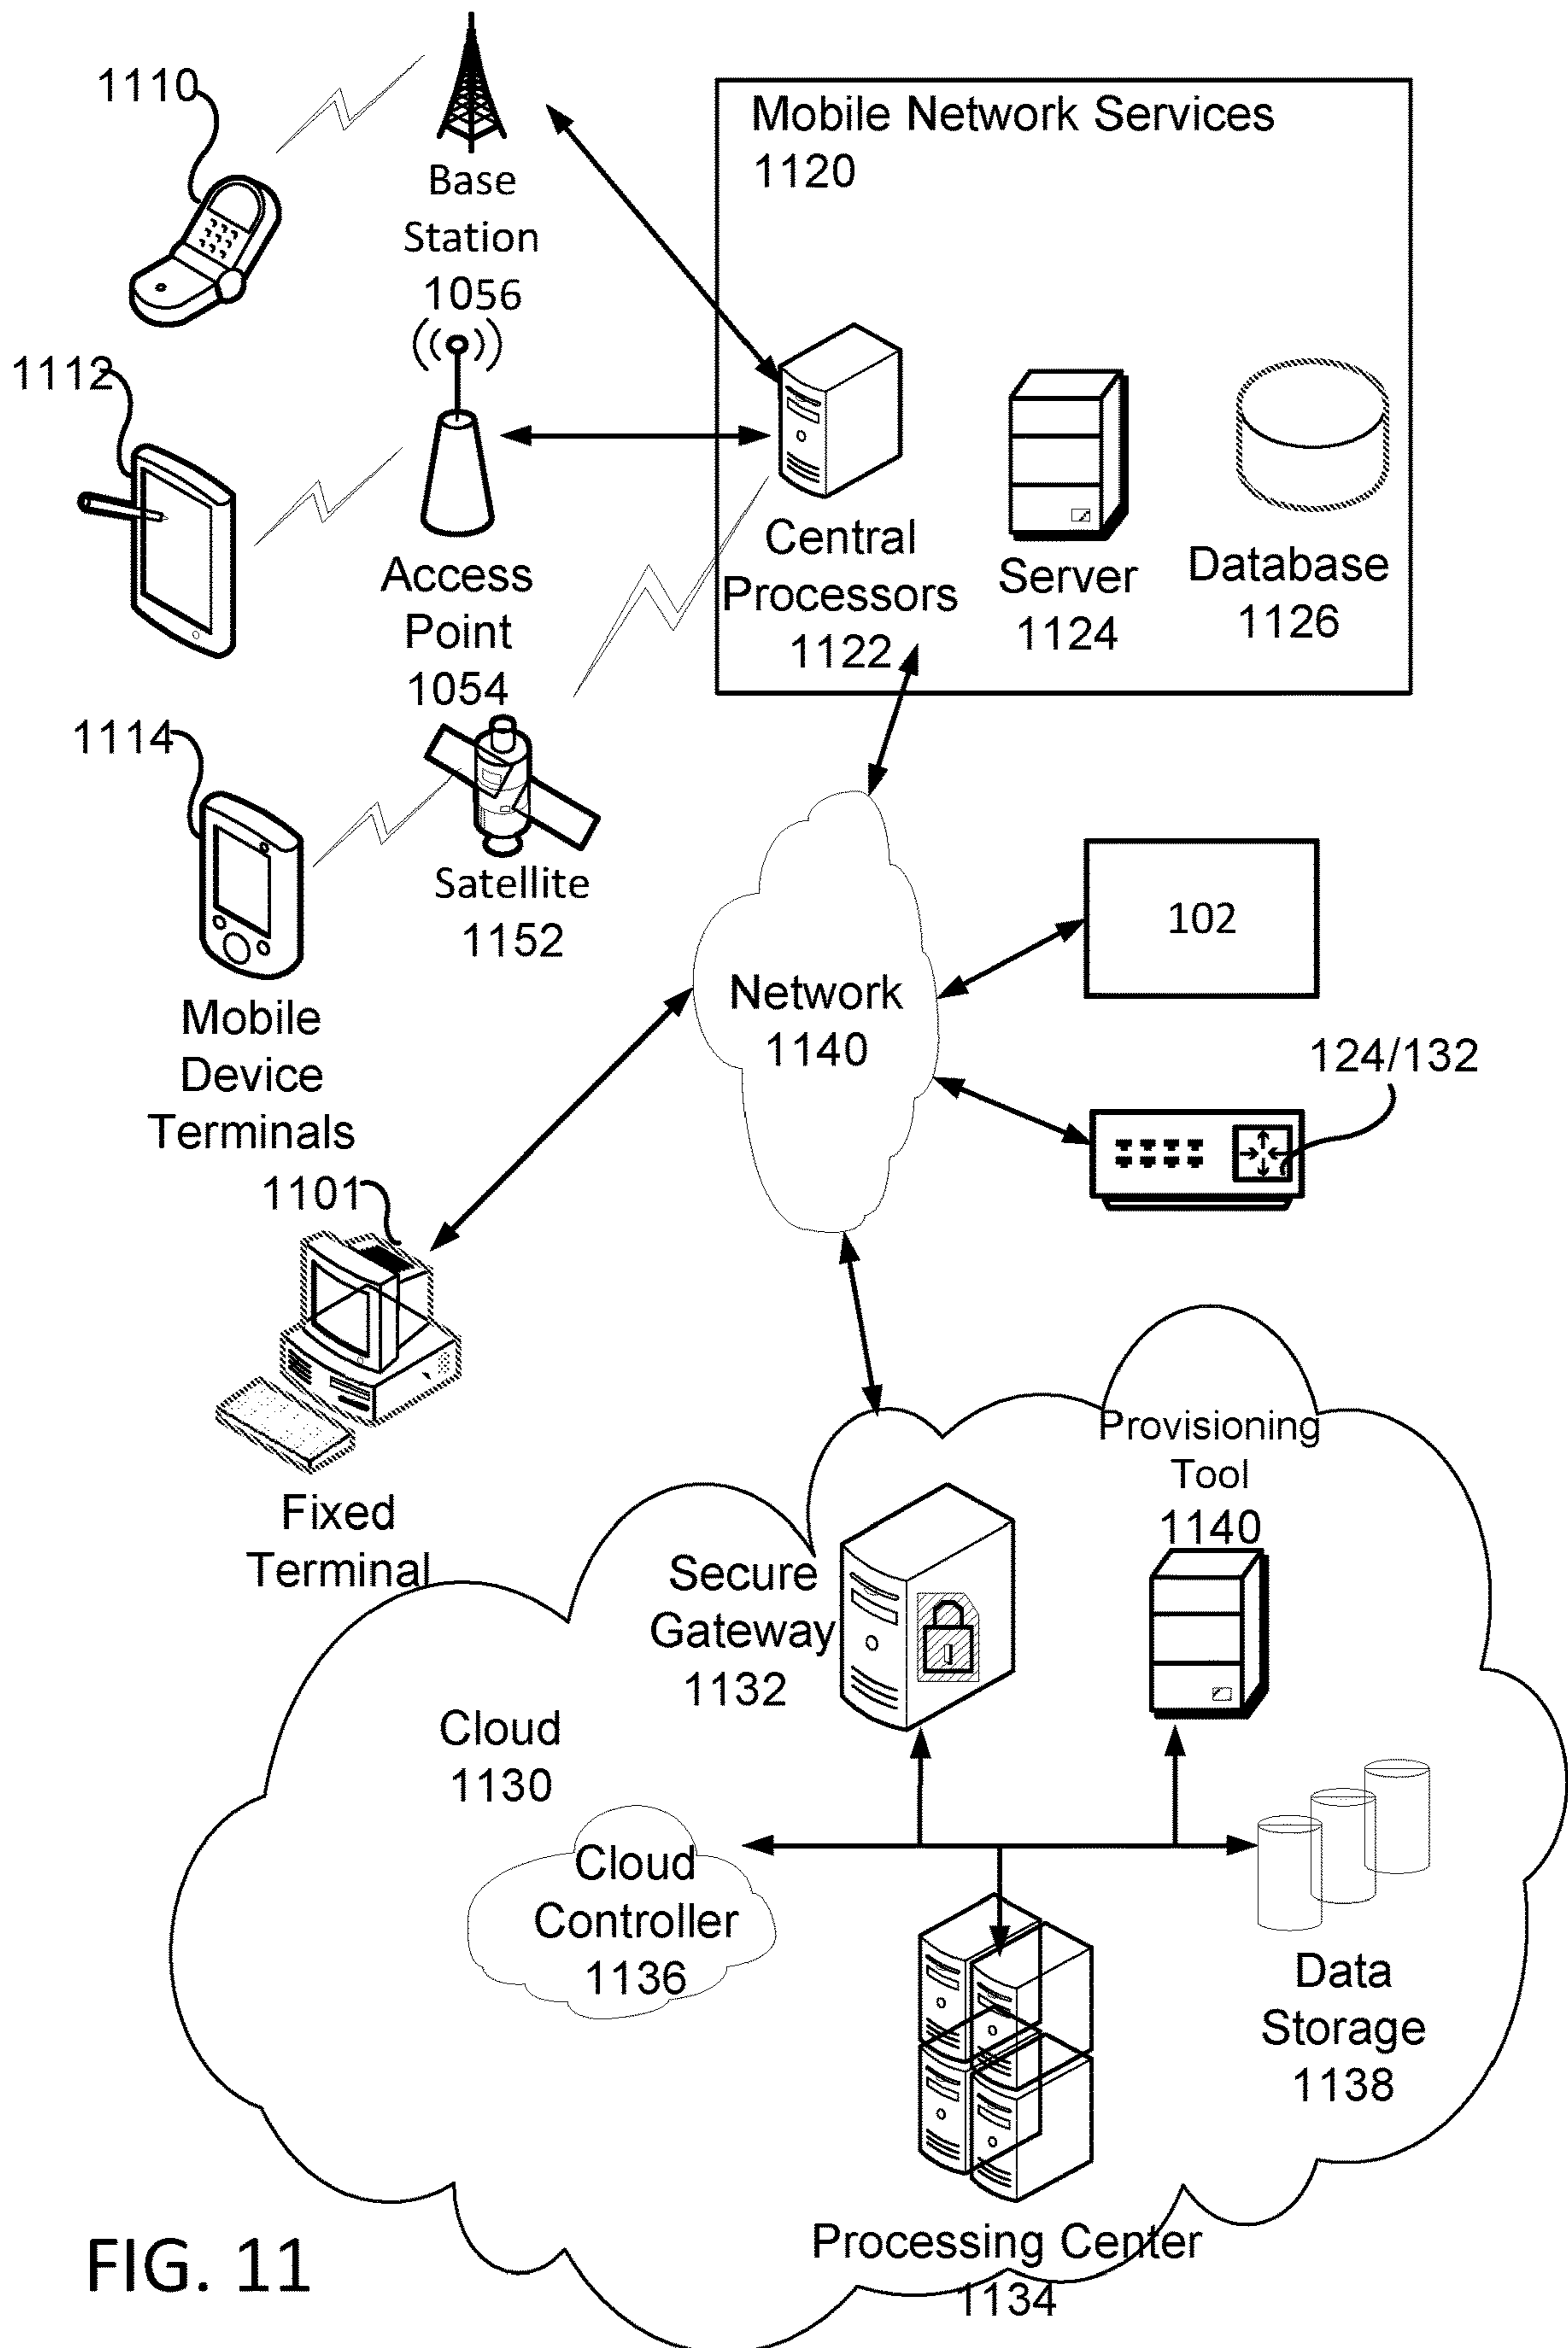 1110
Base
Station
1056
Mobile Network Services
1120
1112
Access
Point
1054
Central
Processors
1122
Server
1124
Database
1126
1114
Satellite
1152
Mobile
Device
Terminals
Network
1140
102
124/132
1101
Fixed
Terminal
Provisioning
Tool
1140
Secure
Gateway
1132
Cloud
1130
Cloud
Controller
1136
Data
Storage
1138
Processing Center
1134
FIG. 11